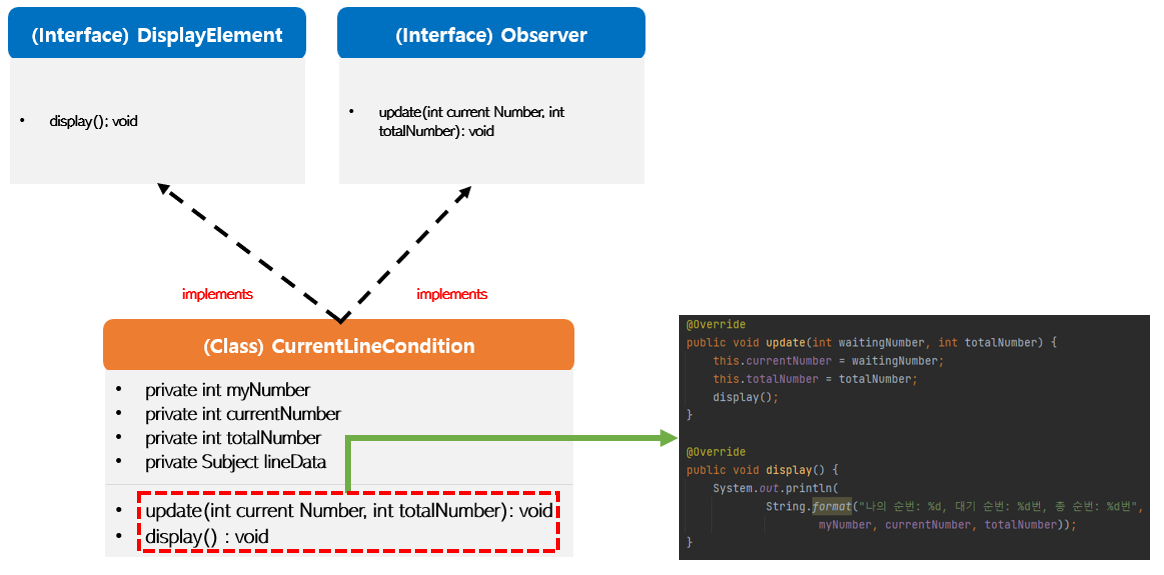 (Interface) DisplayElement
• display(); void
(Interface) Observer
• update(int current Number, int
totalNumber): void
implements
implements
(Class) CurrentLineCondition
• private int myNumber
• private int currentNumber
• private int totalNumber
• private Subject lineData
• update(int current Number, int totalNumber): void
• display() : void
@Override
public void update(int waitingNumber, int totalNumber) {
this.currentNumber = waitingNumber;
this.totalNumber = totalNumber;
display();
}
@Override
public void display() {
System.out.println(
String.format("나의 순번: %d, 대기 순번: %d번, 총 순번: %d번",
myNumber, currentNumber, totalNumber));
}